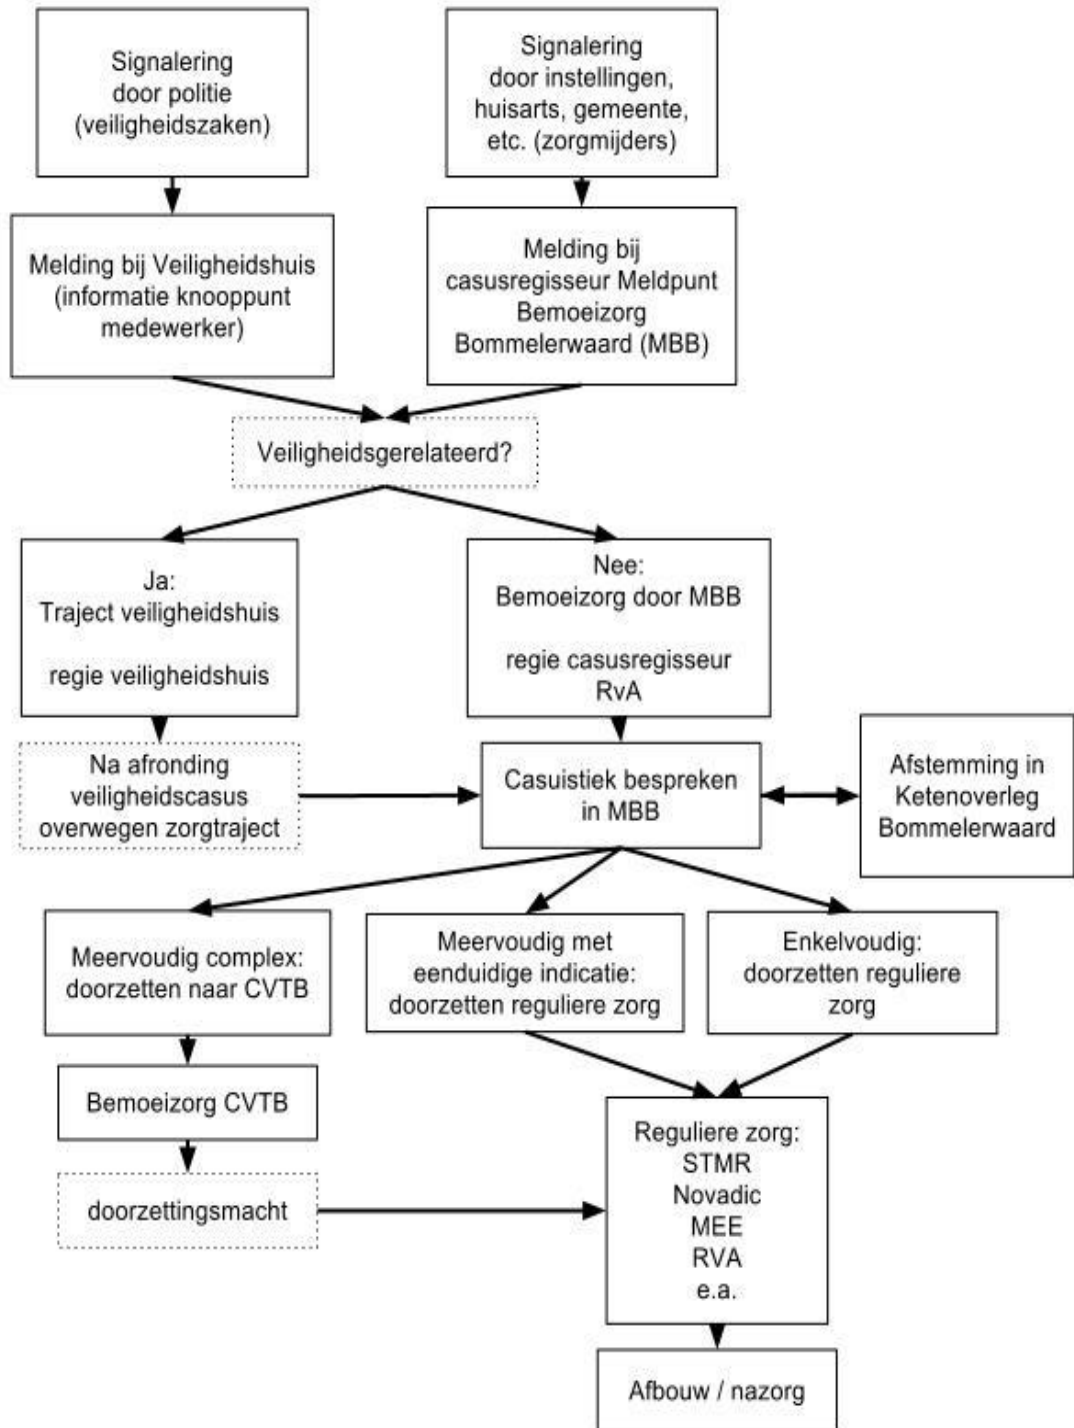 Signalering
door politie
(veiligheidszaken)
Signalering
door instellingen,
huisarts, gemeente,
etc. (zorgmijders)
Melding bij Veiligheidshuis
(informatie knooppunt
medewerker)
Melding bij
casusregisseur Meldpunt
Bemoeizorg
Bommelerwaard (MBB)
Veiligheidsgerelateerd?
Ja:
Traject veiligheidshuis
regie veiligheidshuis
Nee:
Bemoeizorg door MBB
regie casusregisseur
RvA
Na afronding
veiligheidscasus
overwegen zorgtraject
Casuistiek bespreken
in MBB
Afstemming in
Ketenoverleg
Bommelerwaard
Meervoudig complex:
doorzetten naar CVTB
Meervoudig met
eenduidige indicatie:
doorzetten reguliere zorg
Enkelvoudig:
doorzetten reguliere
zorg
Bemoeizorg CVTB
doorzettingsmacht
Reguliere zorg:
STMR
Novadic
MEE
RVA
e.a.
Afbouw / nazorg